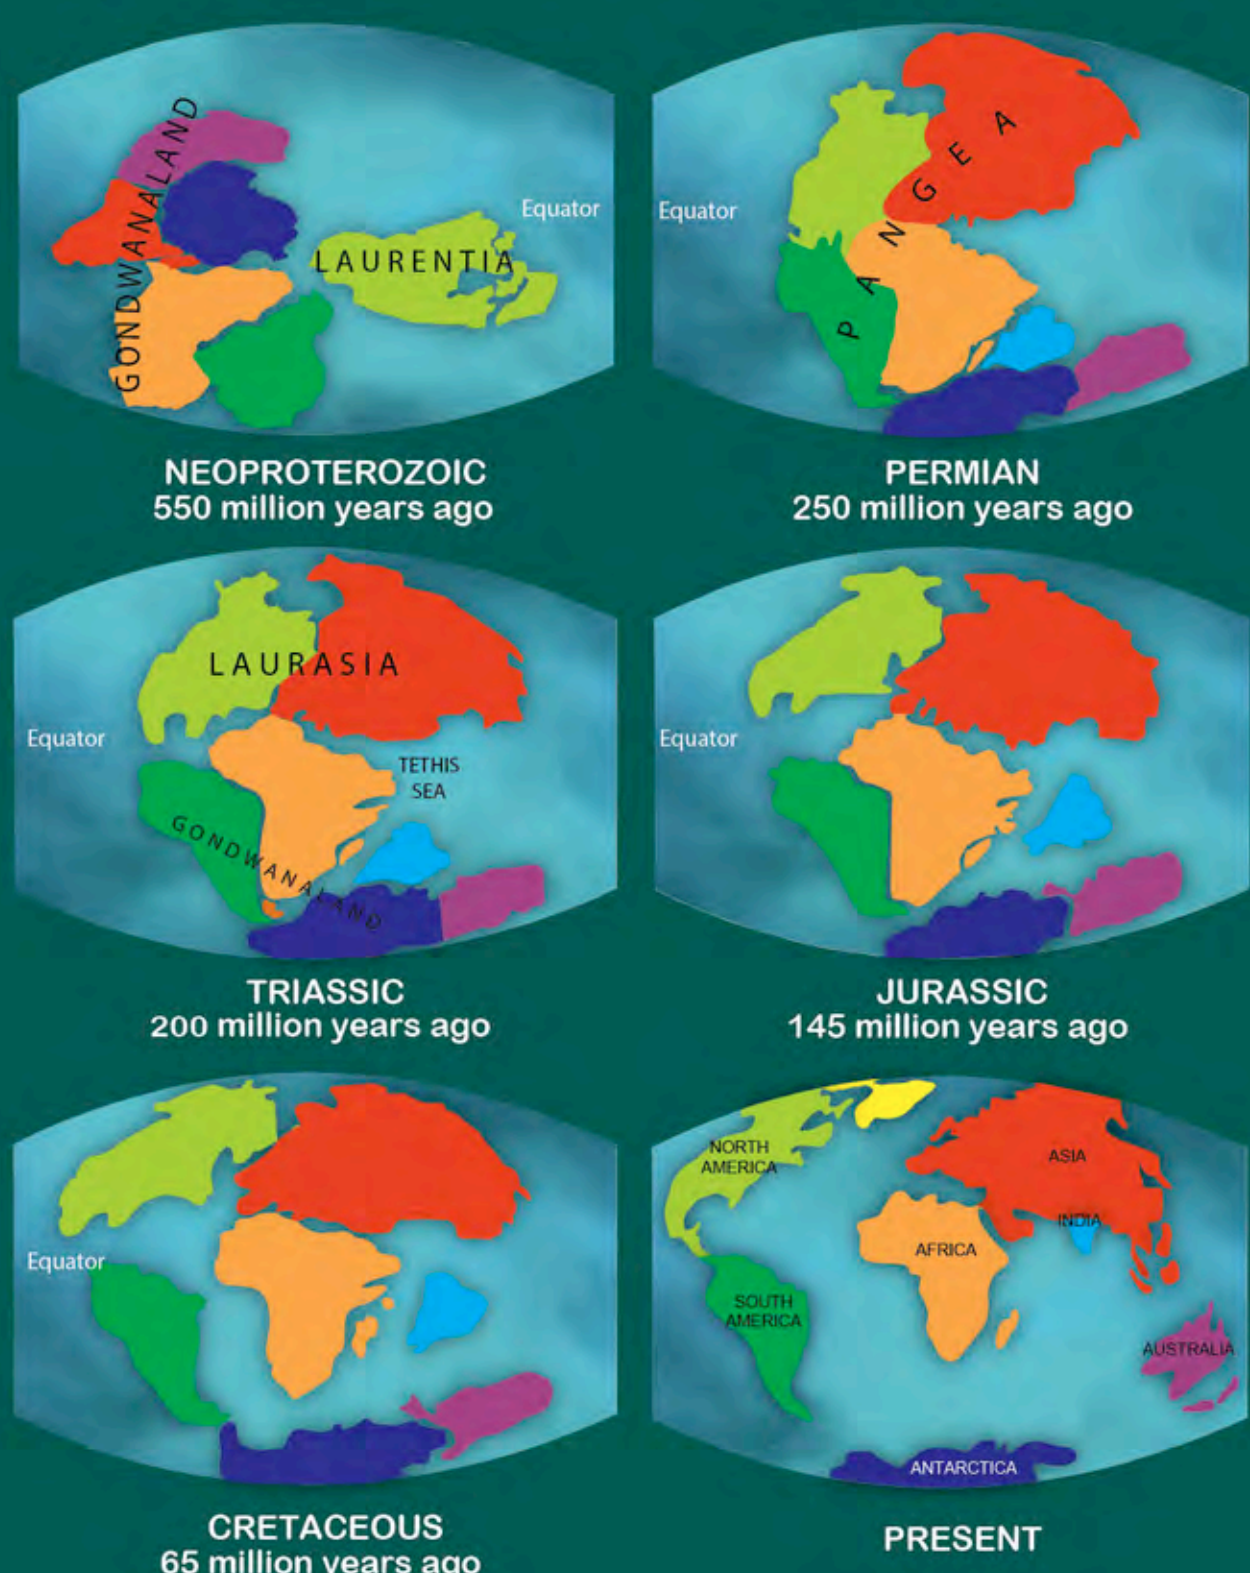 GONDWANALAND
Equator
LAURENTIA
NEOPROTEROZOIC
550 million years ago
PANGEA
Equator
PERMIAN
250 million years ago
LAURASIA
Equator
TETHIS
SEA
GONDWANALAND
TRIASSIC
200 million years ago
Equator
JURASSIC
145 million years ago
Equator
CRETACEOUS
65 million years ago
NORTH
AMERICA
ASIA
INDIA
AFRICA
SOUTH
AMERICA
AUSTRALIA
ANTARCTICA
PRESENT